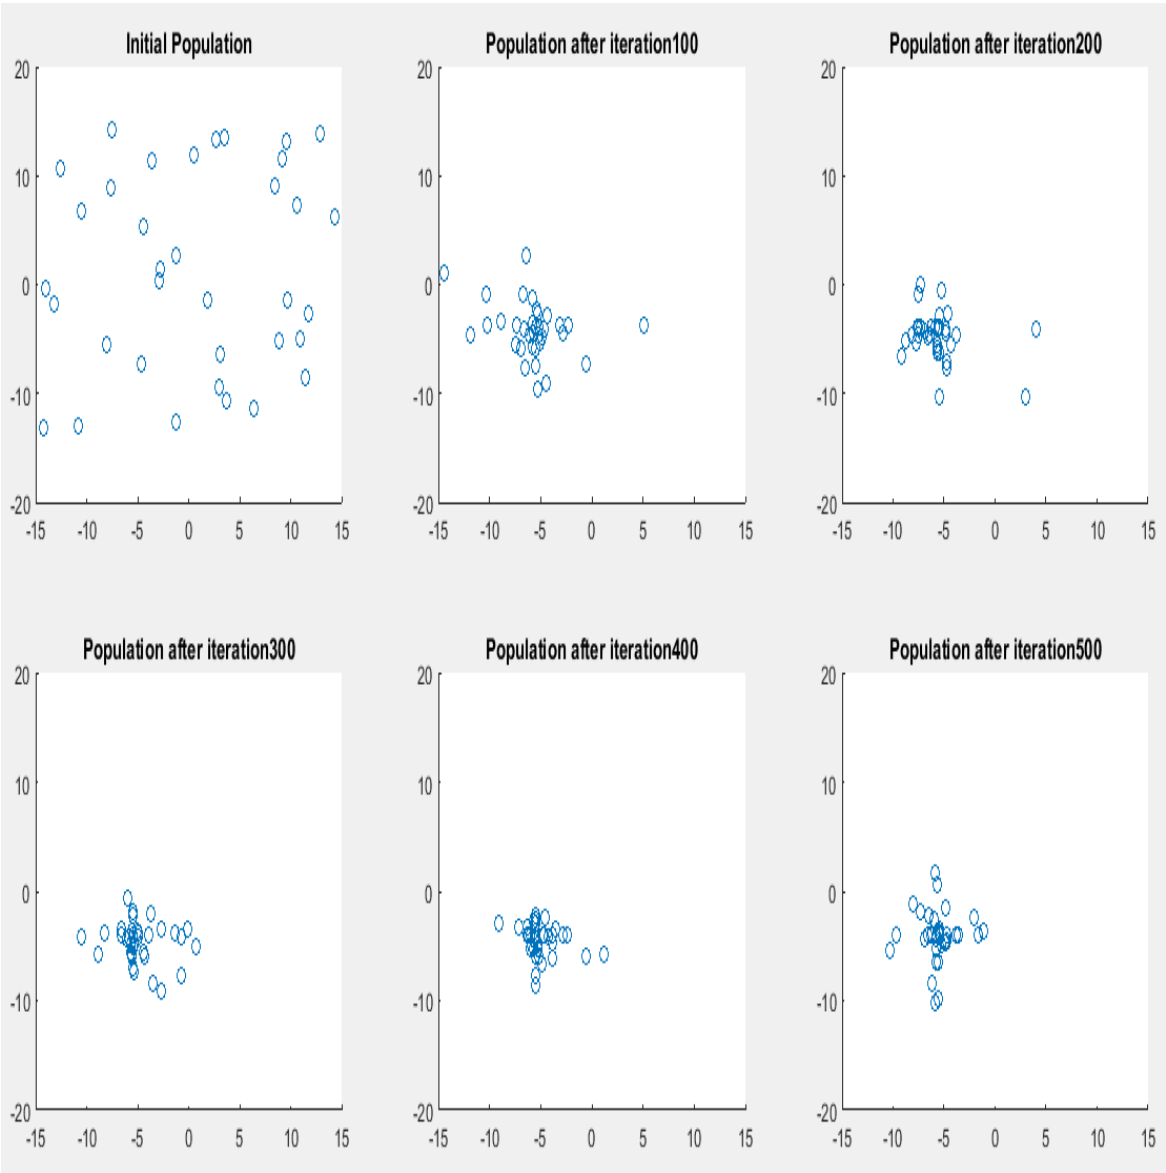 Initial Population
Population after iteration100
Population after iteration200
20
10
0
-10
-20
-15 -10 -5 0 5 10 15
20
10
0
-10
-20
-15 -10 -5 0 5 10 15
20
10
0
-10
-20
-15 -10 -5 0 5 10 15
Population after iteration300
Population after iteration400
Population after iteration500
20
10
0
-10
-20
-15 -10 -5 0 5 10 15
20
10
0
-10
-20
-15 -10 -5 0 5 10 15
20
10
0
-10
-20
-15 -10 -5 0 5 10 15